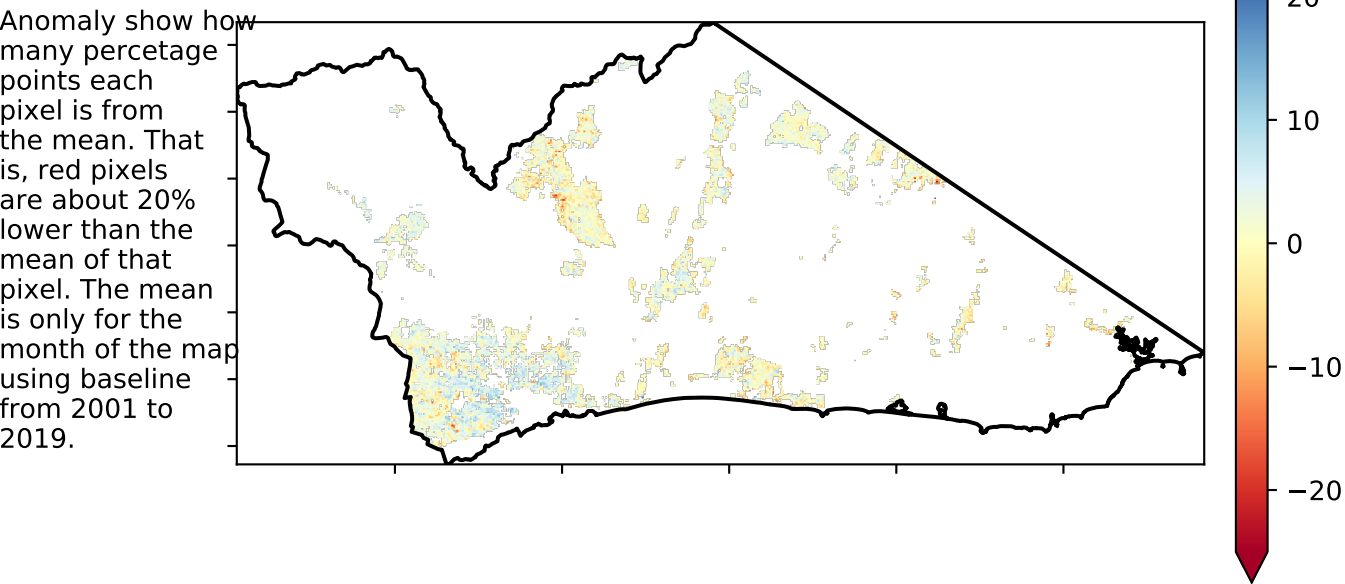 Anomaly show how
many percetage
points each
pixel is from
the mean. That
is, red pixels
are about 20%
lower than the
mean of that
pixel. The mean
is only for the
month of the map
using baseline
from 2001 to
2019.
20
10
0
−10
−20